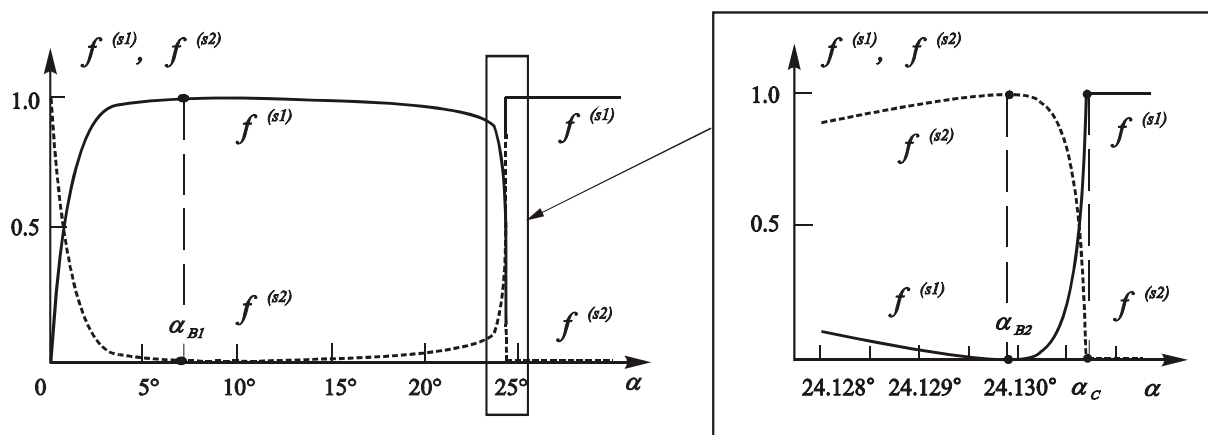 f (s1), f (s2)
1.0
f (s1)
f (s1)
0.5
f (s2)
α B1
f (s2)
0
5°
10°
15°
20°
25°
α
f (s1), f (s2)
1.0
f (s2)
f (s1)
0.5
f (s1)
α B2
f (s2)
24.128°
24.129°
24.130°
α C
α